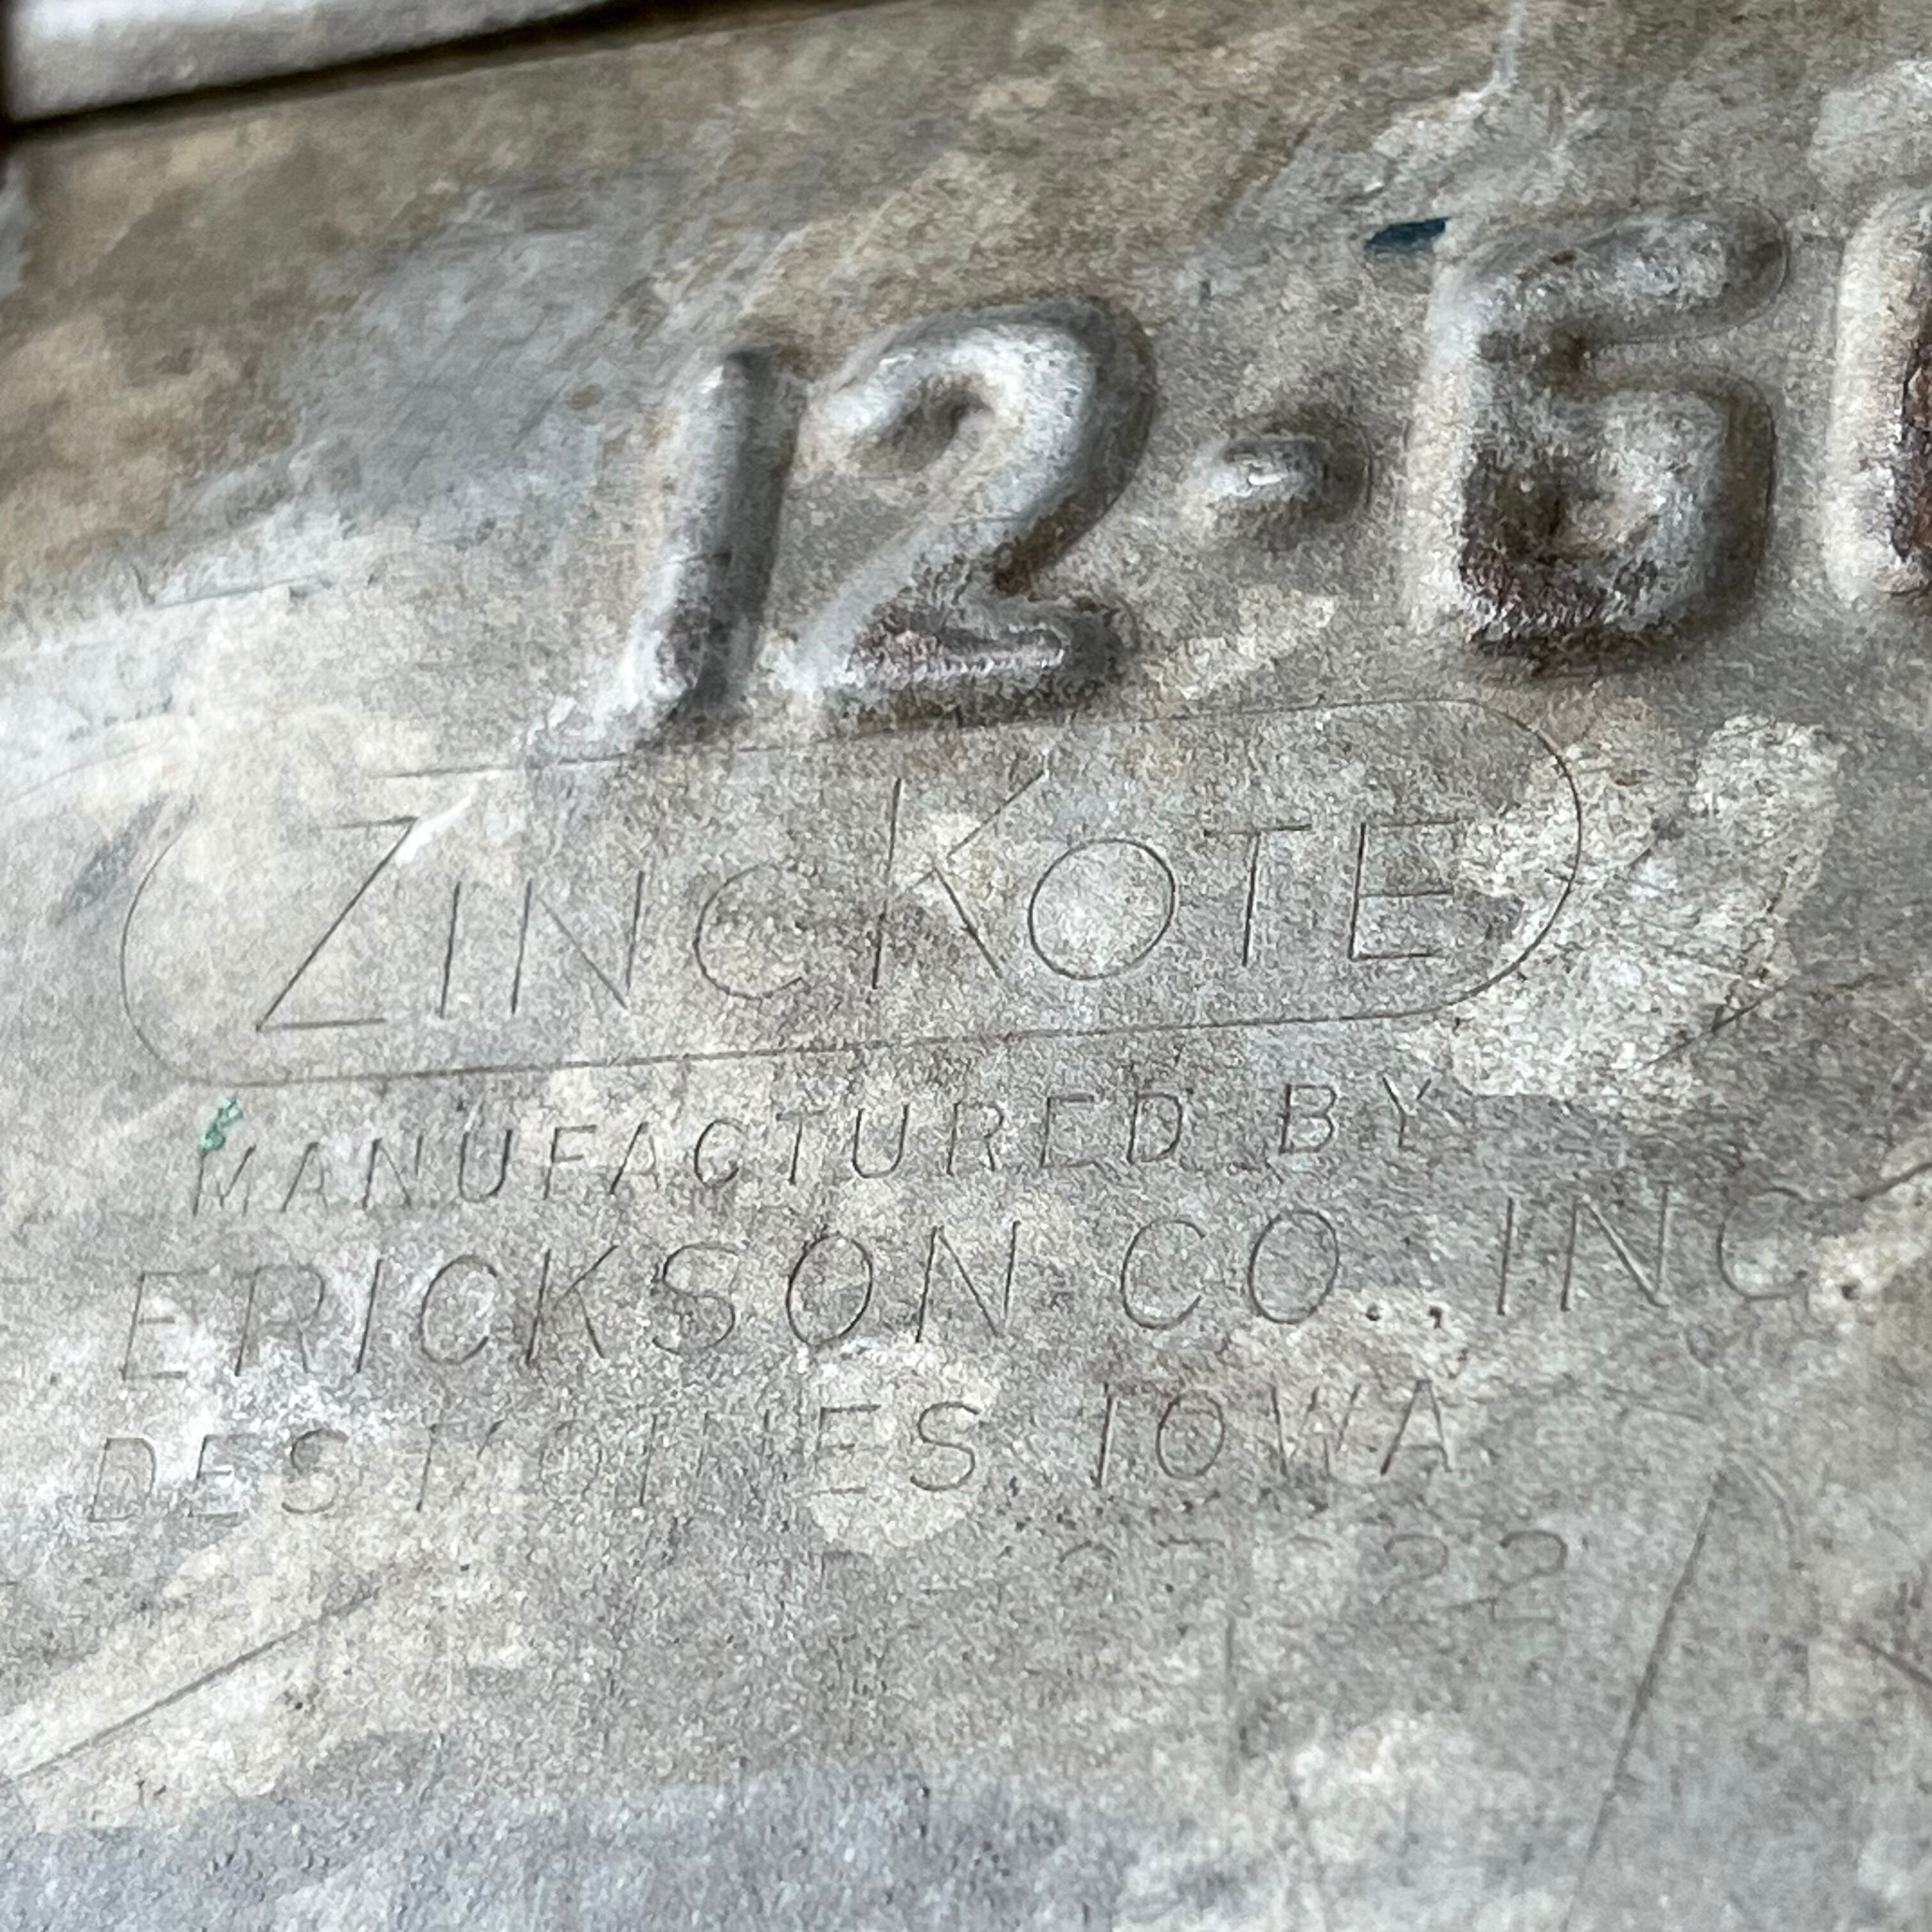 12·6
ZINCKOTE
MANUFACTURED BY
ERICKSON CO., INC.
DES MOINES, IOWA